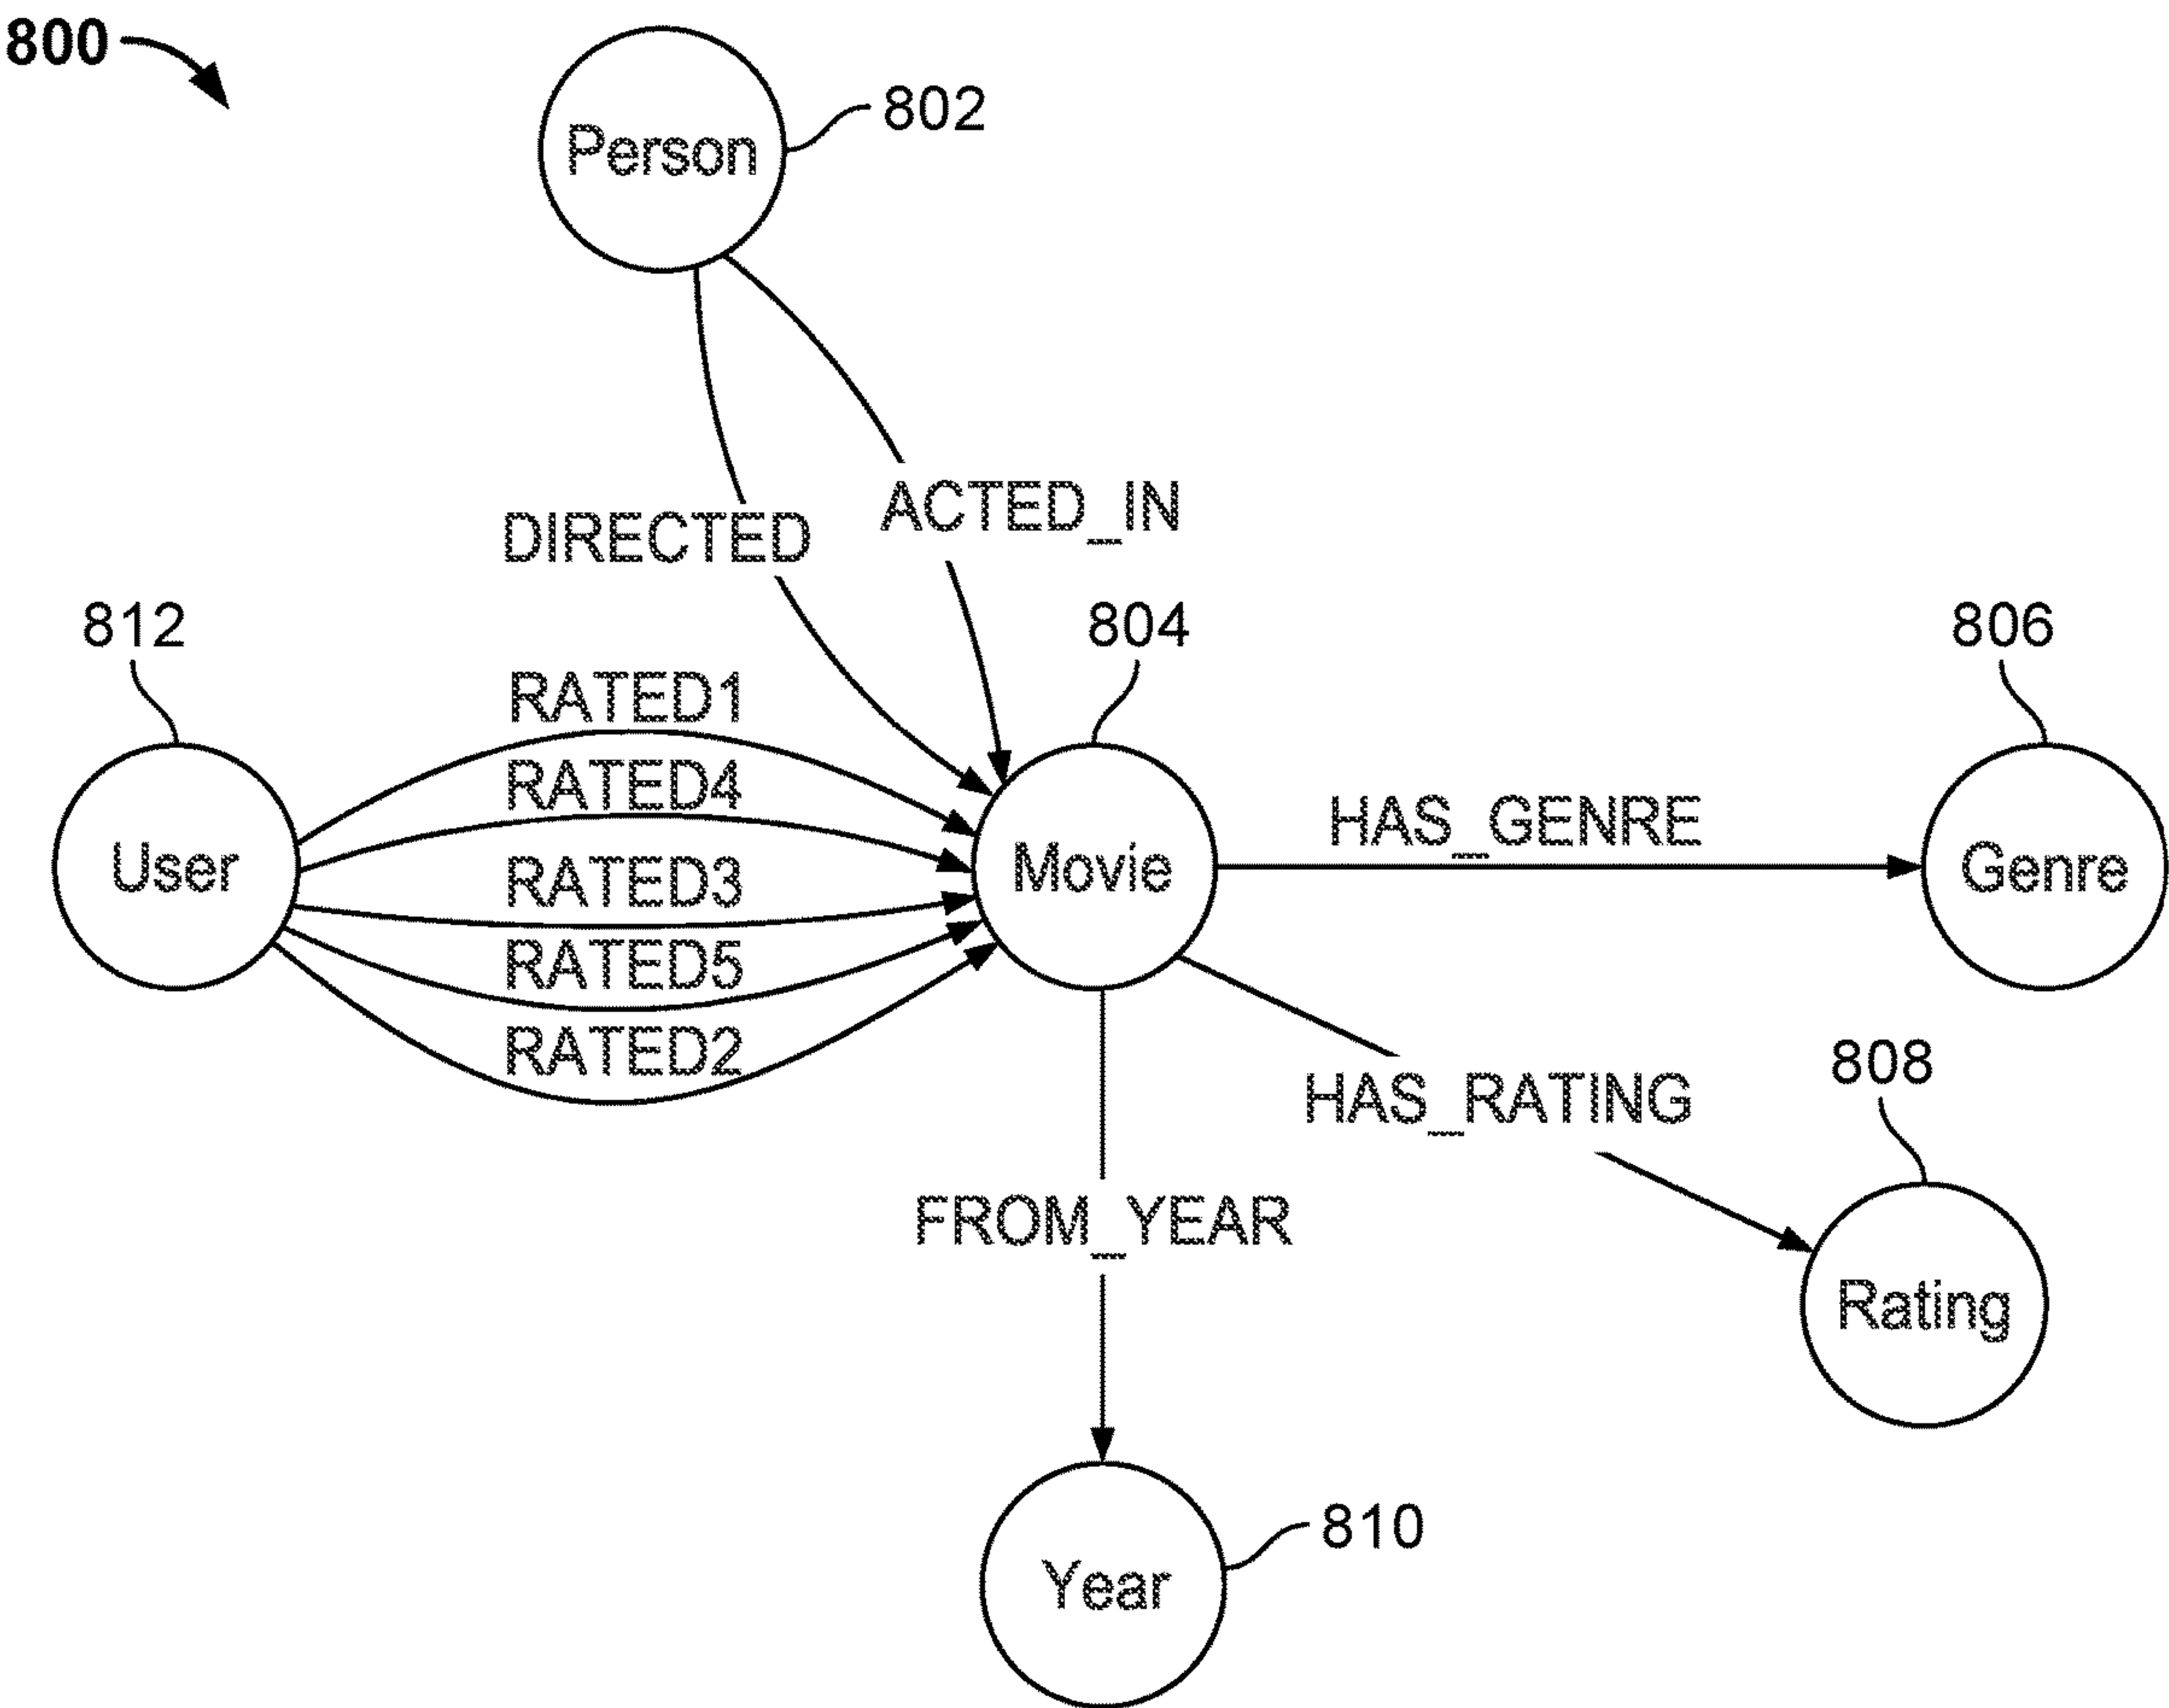 800
802
Person
DIRECTED
ACTED_IN
812
804
806
RATED1
RATED4
RATED3
RATED5
RATED2
User
Movie
HAS_GENRE
Genre
808
HAS_RATING
Rating
FROM_YEAR
810
Year